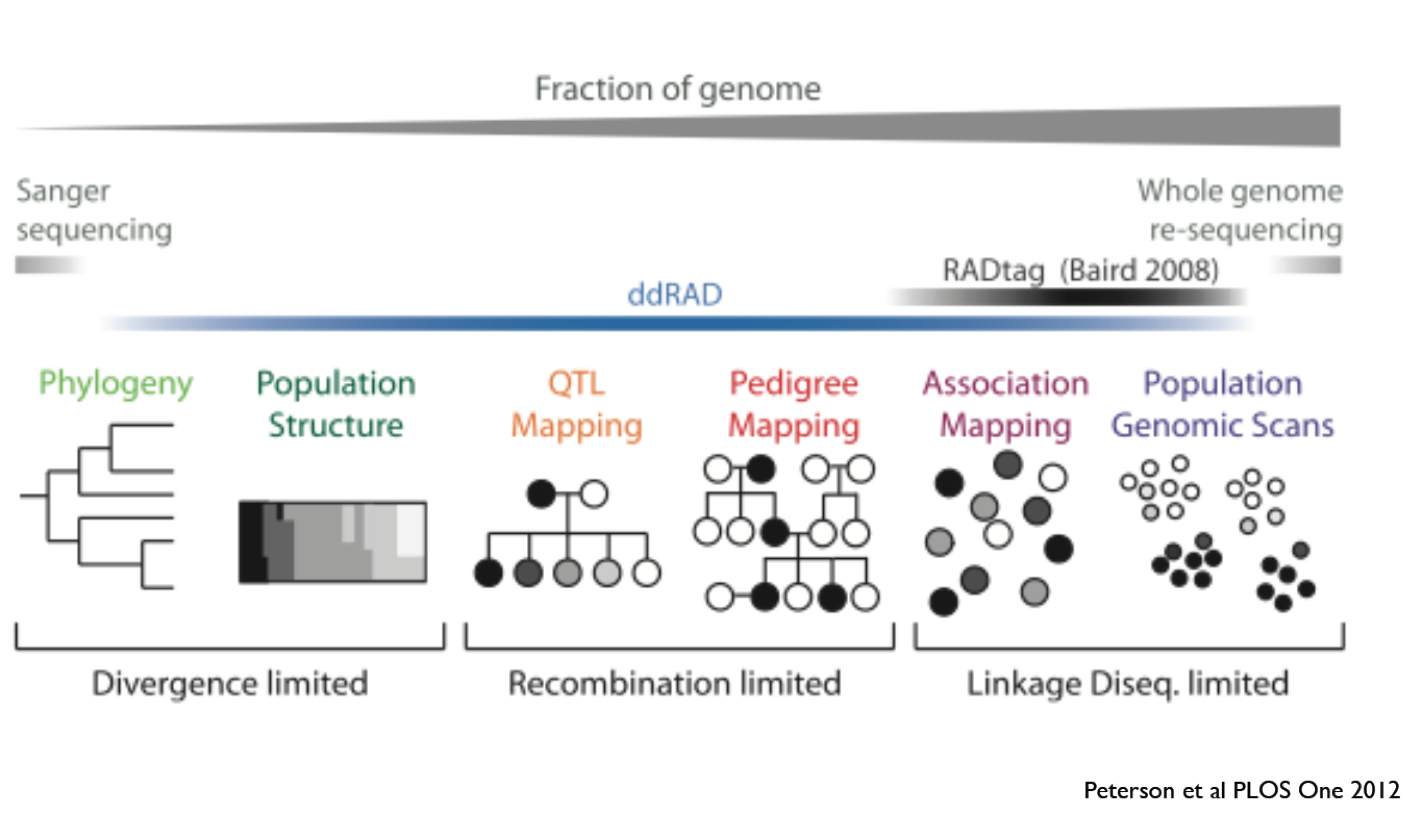 Fraction of genome
Sanger
sequencing
Whole genome
re-sequencing
RADtag (Baird 2008)
ddRAD
Phylogeny
Population
Structure
QTL
Mapping
Pedigree
Mapping
Association
Mapping
Population
Genomic Scans
Divergence limited
Recombination limited
Linkage Diseq. limited
Peterson et al PLOS One 2012